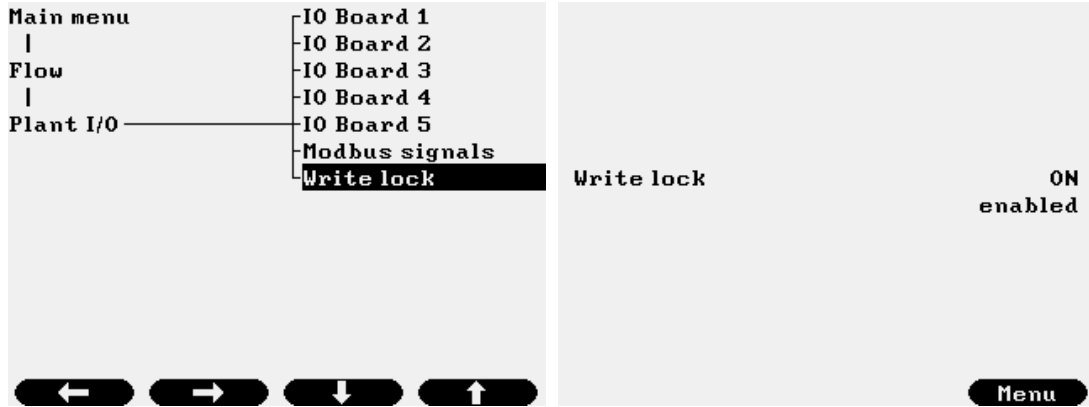 Main menu
Flow
Plant I/O
IO Board 1
IO Board 2
IO Board 3
IO Board 4
IO Board 5
Modbus signals
Write lock
Write lock ON
enabled
Menu